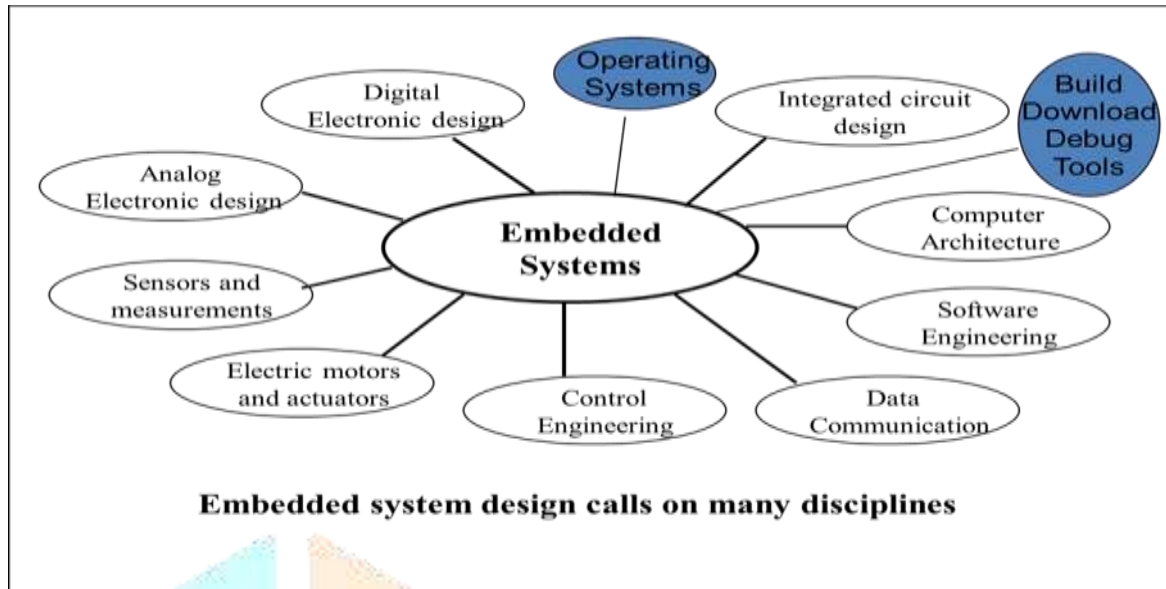 Operating
Systems
Build
Download
Debug
Tools
Digital
Electronic design
Integrated circuit
design
Analog
Electronic design
Computer
Architecture
Embedded
Systems
Sensors and
measurements
Software
Engineering
Electric motors
and actuators
Control
Engineering
Data
Communication
Embedded system design calls on many disciplines